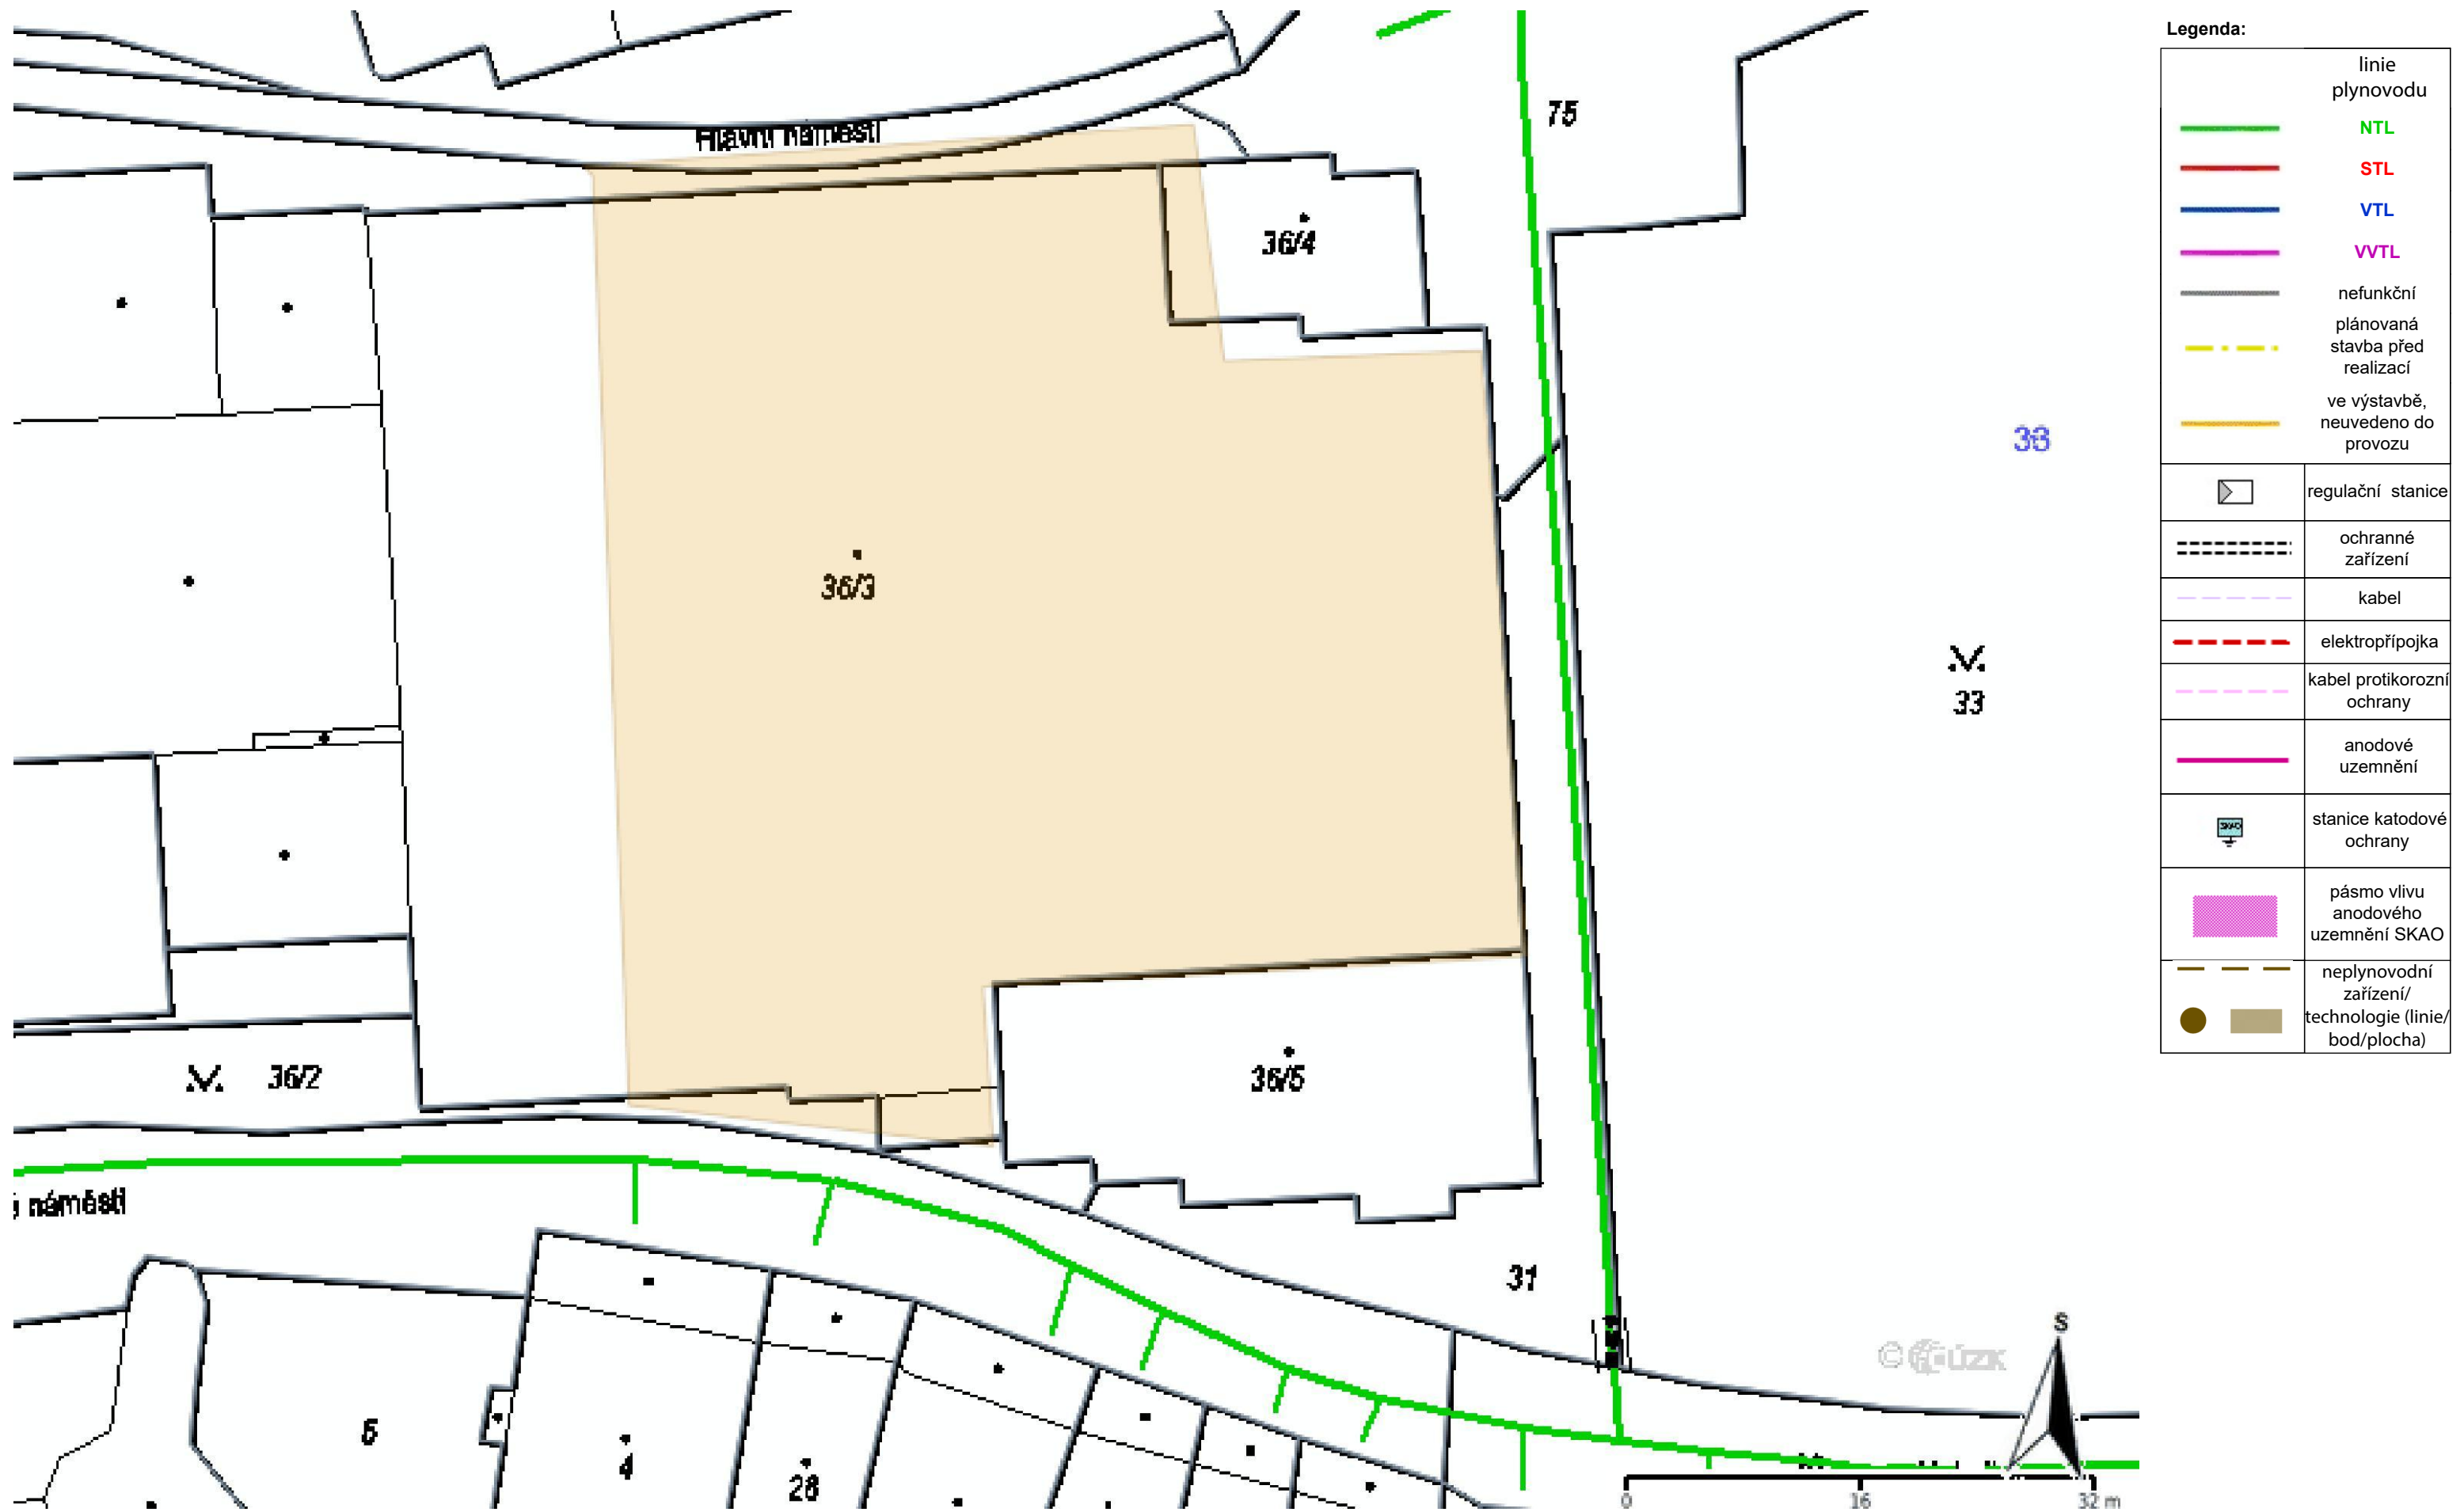 Hlavní náměstí
75
36/4
36/3
33
33
36/2
36/5
náměstí
31
5
4
28
S
0
16
32 m
Legenda:
linie
plynovodu
NTL
STL
VTL
VVTL
nefunkční
plánovaná
stavba před
realizací
ve výstavbě,
neuvedeno do
provozu
regulační stanice
ochranné
zařízení
kabel
elektropřípojka
kabel protikorozní
ochrany
anodové
uzemnění
SKAO
stanice katodové
ochrany
pásmo vlivu
anodového
uzemnění SKAO
neplynovodní
zařízení/
technologie (linie/
bod/plocha)